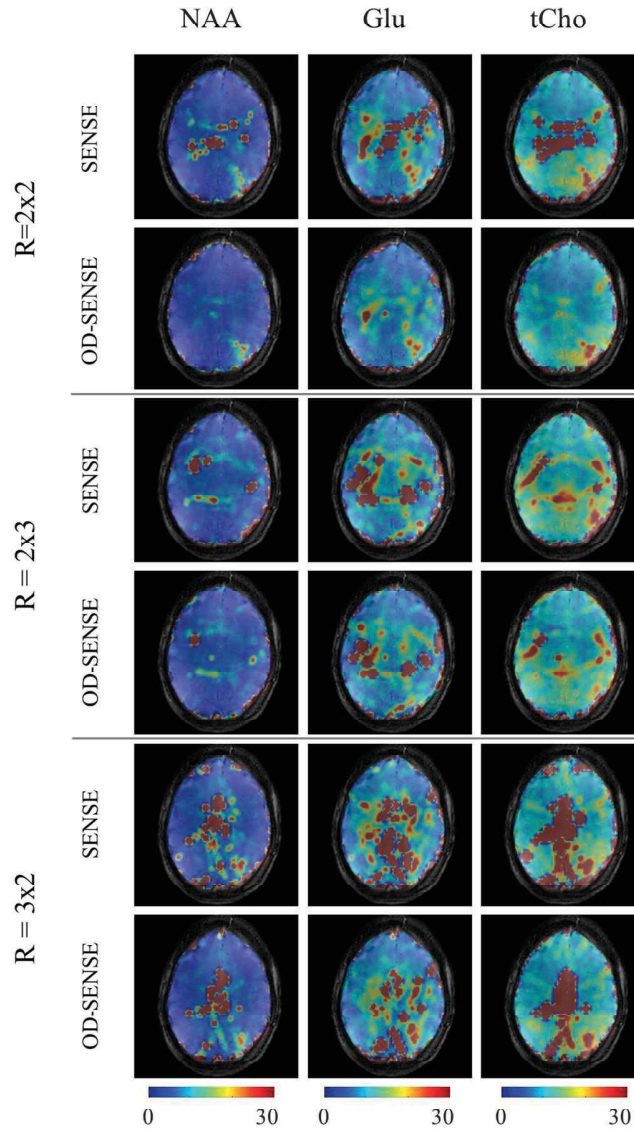 NAA Glu tCho
R=2x2
SENSE
OD-SENSE
R = 2x3
SENSE
OD-SENSE
R = 3x2
SENSE
OD-SENSE
0 30 0 30 0 30